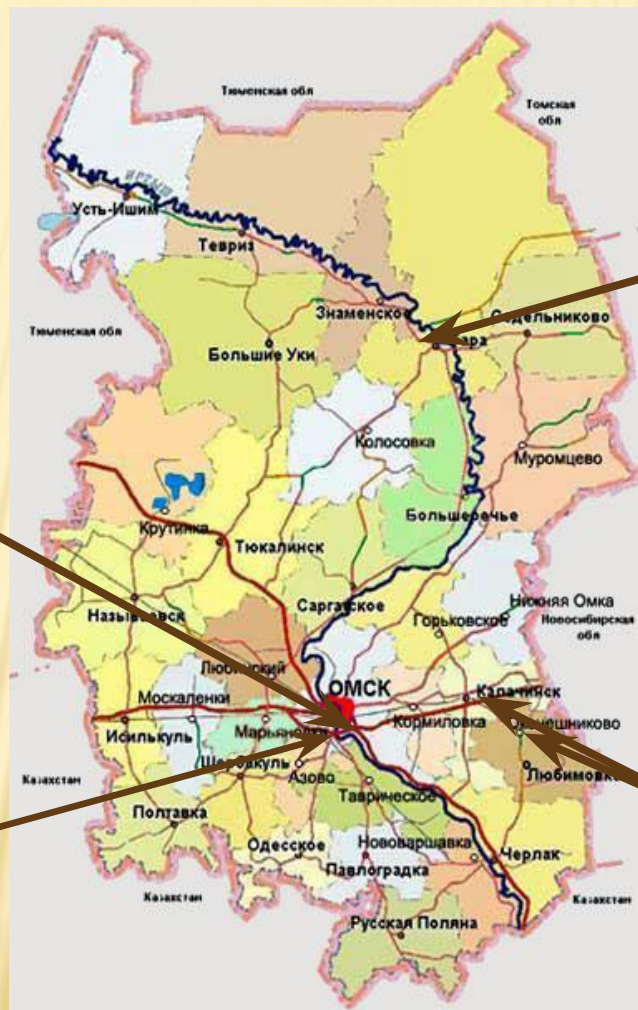 Тюменская обл
Томская
обл
ИРТЫШ
Усть-Ишим
Тевриз
Знаменское
Седельниково
Тюменская обл
Большие Уки
Колосовка
Муромцево
Большеречье
Крутинка
Тюкалинск
Саргатское
Нижняя Омка
Называевск
Горьковское
Новосибирская
обл
Любинский
ОМСК
Калачинск
Москаленки
Кормиловка
Исилькуль
Марьяновка
Казахстан
Шербакуль
Азово
Любимовка
Таврическое
Полтавка
Одесское
Нововаршавка
Черлак
Павлоградка
Казахстан
Казахстан
Русская Поляна